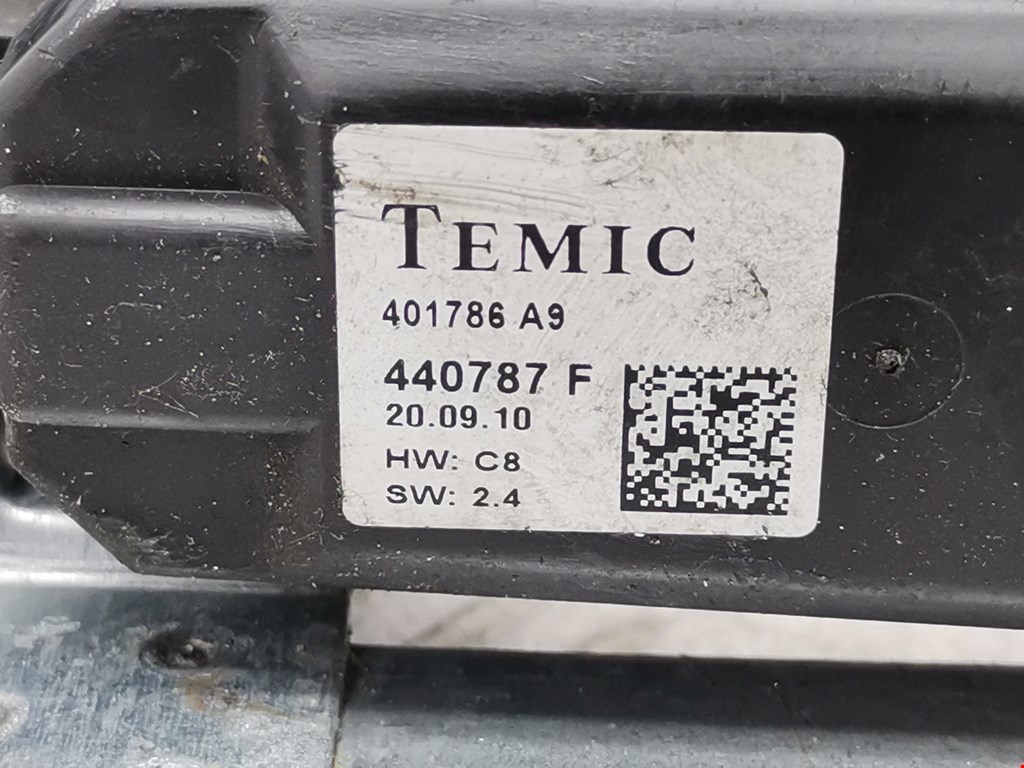 TEMIC
401786 A9
440787 F
20.09.10
HW: C8
SW: 2.4